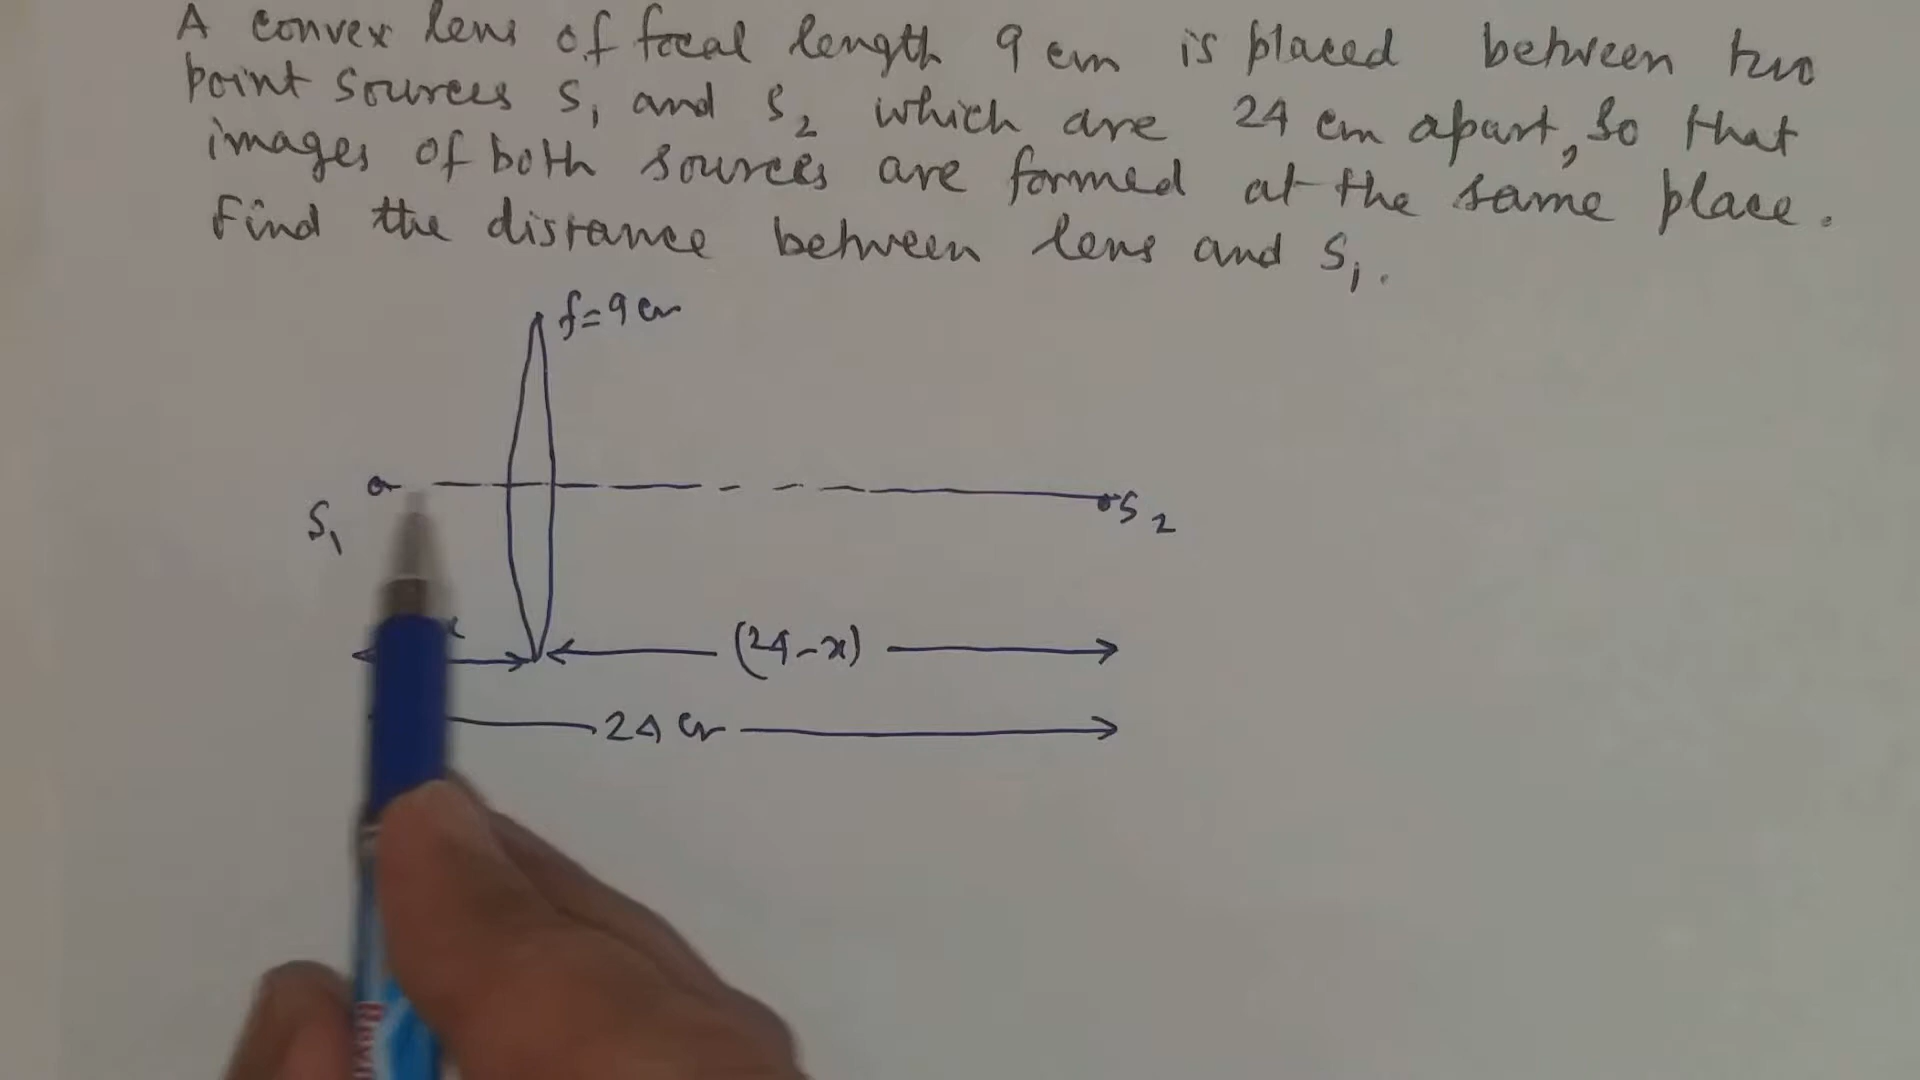 A convex lens of focal length 9 cm is placed between two
point sources S₁ and S₂ which are 24 cm apart, so that
images of both sources are formed at the same place.
Find the distance between lens and S₁.
f=9 cm
S₁
S₂
(24-x)
24 cm